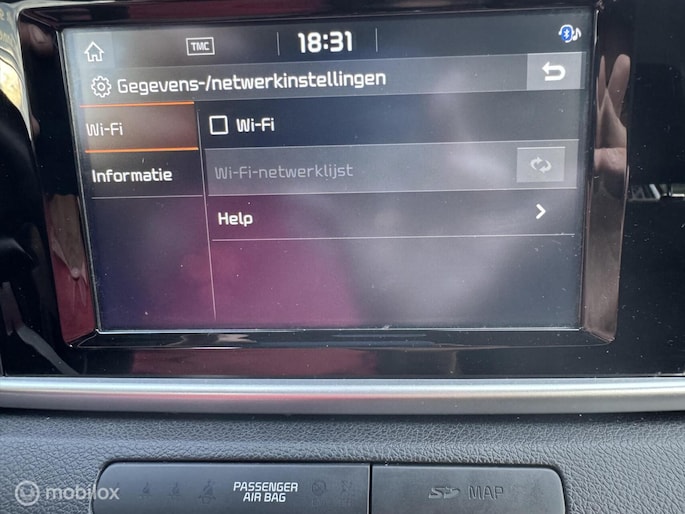 TMC
18:31
Gegevens-/netwerkinstellingen
Wi-Fi
Wi-Fi
Wi-Fi-netwerklijst
Informatie
Help
PASSENGER
AIR BAG
SD MAP
mobilox